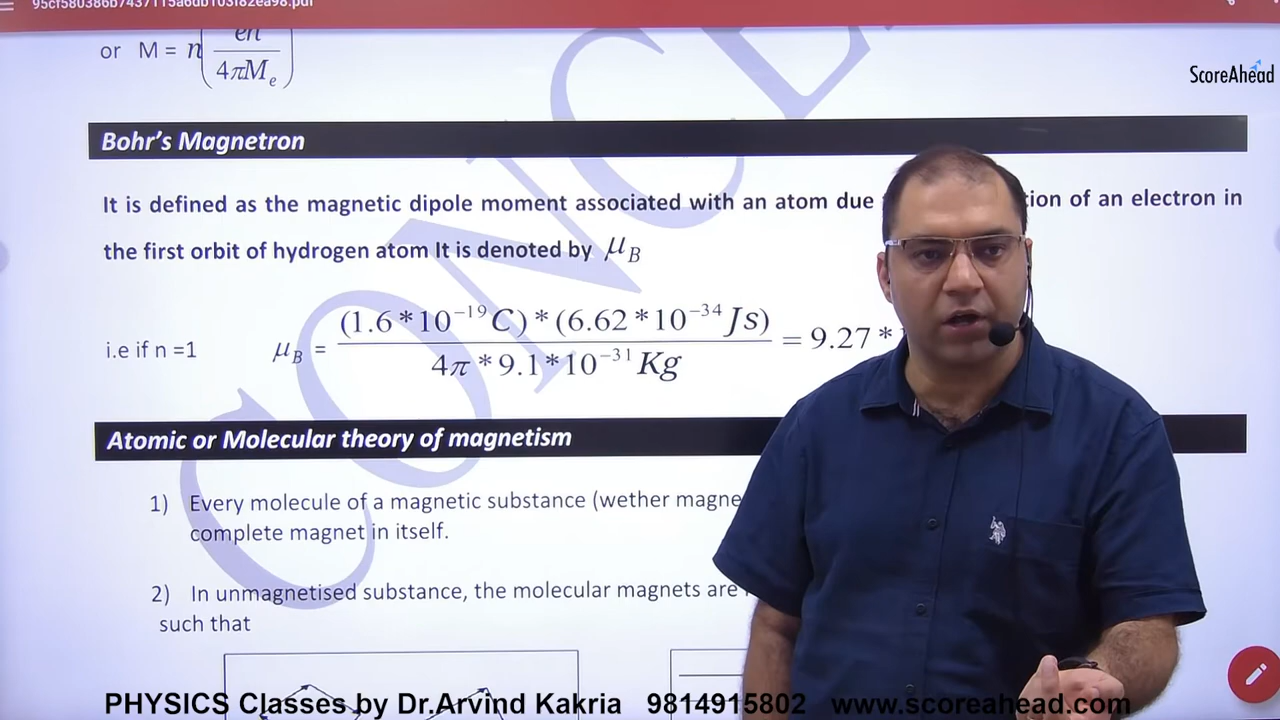 95cf580386b7437115a6db103f82ea98.pdf
or M = n( eh / 4πMe )
ScoreAhead
Bohr's Magnetron
It is defined as the magnetic dipole moment associated with an atom due of an electron in
the first orbit of hydrogen atom It is denoted by μB
i.e if n =1 μB = (1.6*10⁻¹⁹C)*(6.62*10⁻³⁴Js) / 4π*9.1*10⁻³¹Kg = 9.27*
Atomic or Molecular theory of magnetism
1) Every molecule of a magnetic substance (wether
complete magnet in itself.
2) In unmagnetised substance, the molecular magnets are
such that
PHYSICS Classes by Dr.Arvind Kakria 9814915802 www.scoreahead.com